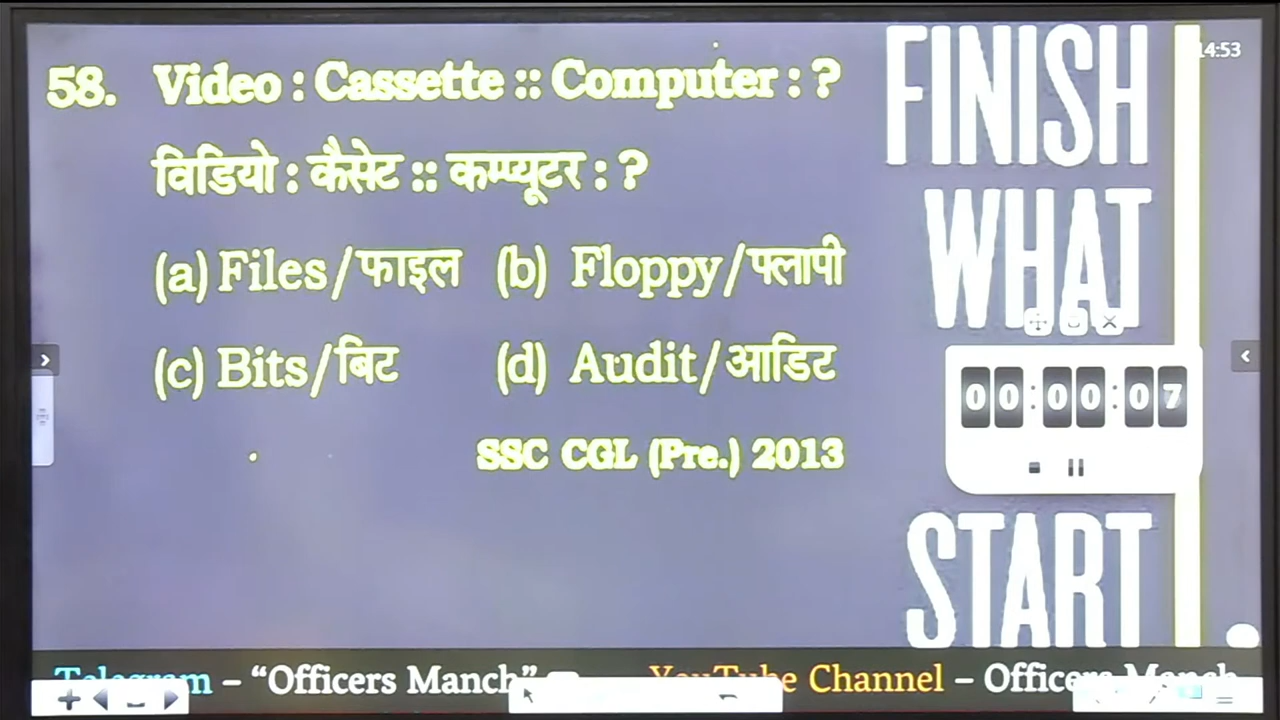 58. Video : Cassette :: Computer : ?
विडियो : कैसेट :: कम्प्यूटर : ?
(a) Files/फाइल (b) Floppy/फ्लापी
(c) Bits/बिट (d) Audit/आडिट
SSC CGL (Pre.) 2013
14:53
FINISH
WHAT
00:00:07
START
Telegram – “Officers Manch” YouTube Channel – Officers Manch